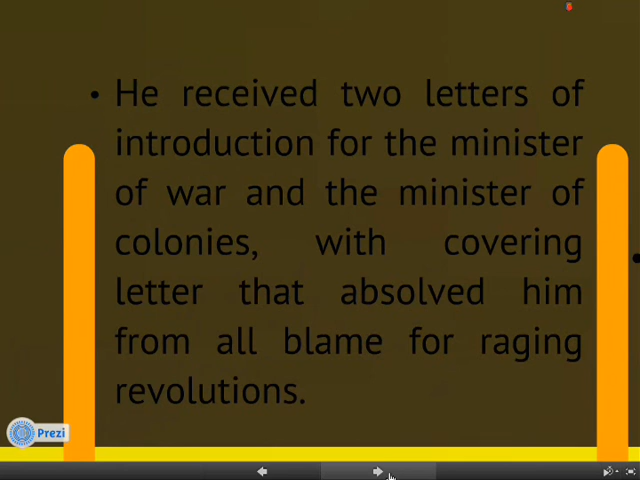 • He received two letters of
introduction for the minister
of war and the minister of
colonies, with covering
letter that absolved him
from all blame for raging
revolutions.
Prezi